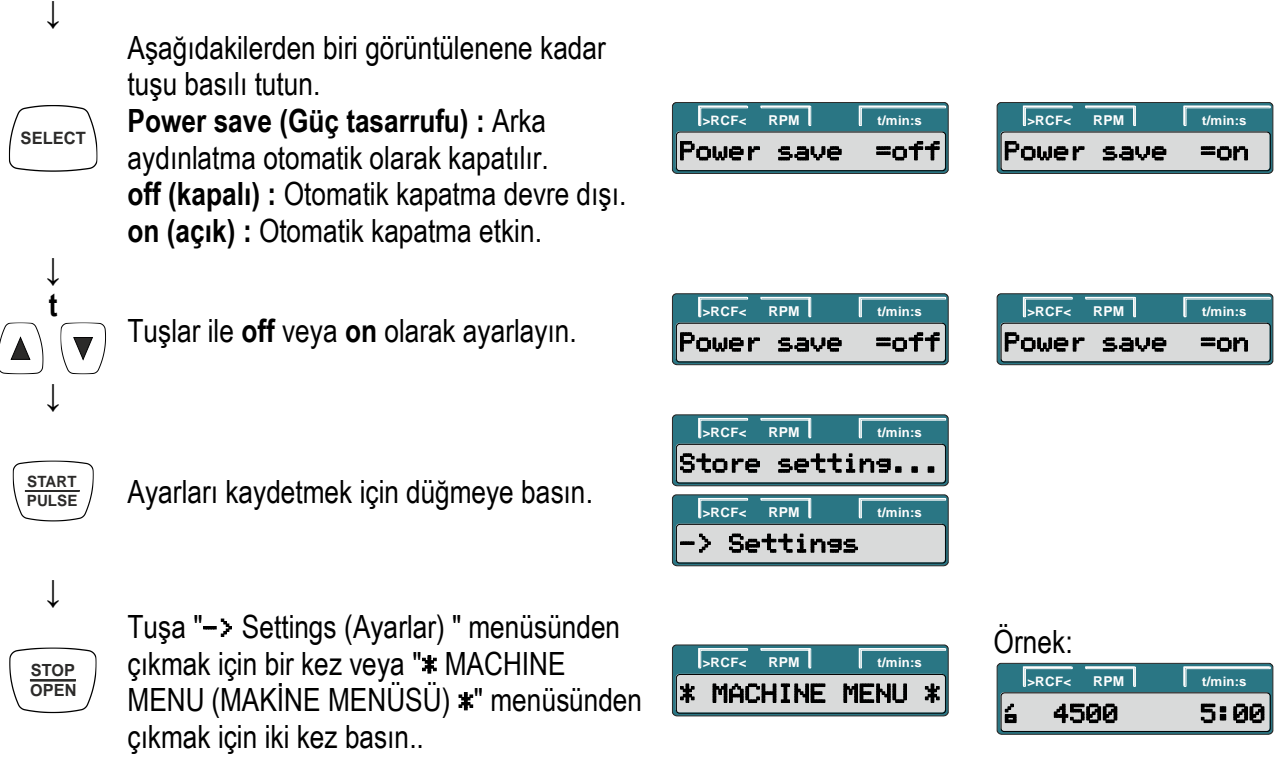 ↓
Aşağıdakilerden biri görüntülenene kadar
tuşu basılı tutun.
SELECT
Power save (Güç tasarrufu) : Arka
aydınlatma otomatik olarak kapatılır.
off (kapalı) : Otomatik kapatma devre dışı.
on (açık) : Otomatik kapatma etkin.
>RCF< RPM t/min:s
Power save =off
>RCF< RPM t/min:s
Power save =on
↓
t
▲ ▼
Tuşlar ile off veya on olarak ayarlayın.
>RCF< RPM t/min:s
Power save =off
>RCF< RPM t/min:s
Power save =on
↓
START
PULSE
Ayarları kaydetmek için düğmeye basın.
>RCF< RPM t/min:s
Store setting...
>RCF< RPM t/min:s
-> Settings
↓
STOP
OPEN
Tuşa "-> Settings (Ayarlar) " menüsünden
çıkmak için bir kez veya "* MACHINE
MENU (MAKİNE MENÜSÜ) *" menüsünden
çıkmak için iki kez basın..
>RCF< RPM t/min:s
* MACHINE MENU *
Örnek:
>RCF< RPM t/min:s
4500 5:00